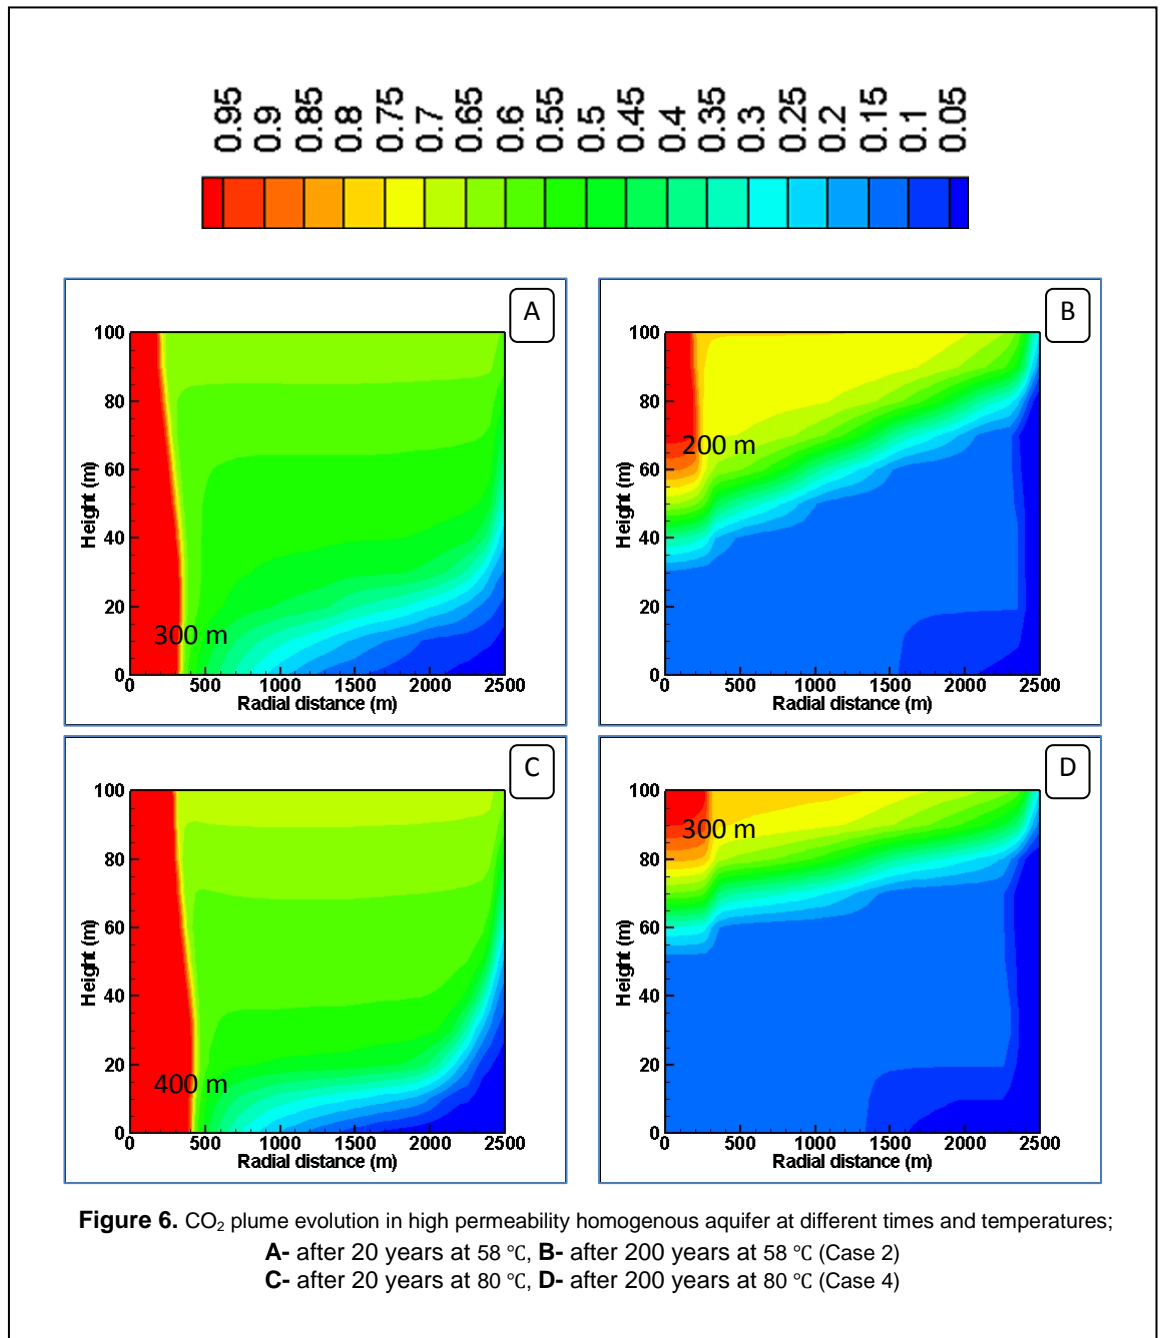 0.95 0.9 0.85 0.8 0.75 0.7 0.65 0.6 0.55 0.5 0.45 0.4 0.35 0.3 0.25 0.2 0.15 0.1 0.05
A
100
80
60
40
20
0
Height (m)
300 m
0 500 1000 1500 2000 2500
Radial distance (m)
B
100
80
60
40
20
0
Height (m)
200 m
0 500 1000 1500 2000 2500
Radial distance (m)
C
100
80
60
40
20
0
Height (m)
400 m
0 500 1000 1500 2000 2500
Radial distance (m)
D
100
80
60
40
20
0
Height (m)
300 m
0 500 1000 1500 2000 2500
Radial distance (m)
Figure 6. CO₂ plume evolution in high permeability homogenous aquifer at different times and temperatures;
A- after 20 years at 58 °C, B- after 200 years at 58 °C (Case 2)
C- after 20 years at 80 °C, D- after 200 years at 80 °C (Case 4)